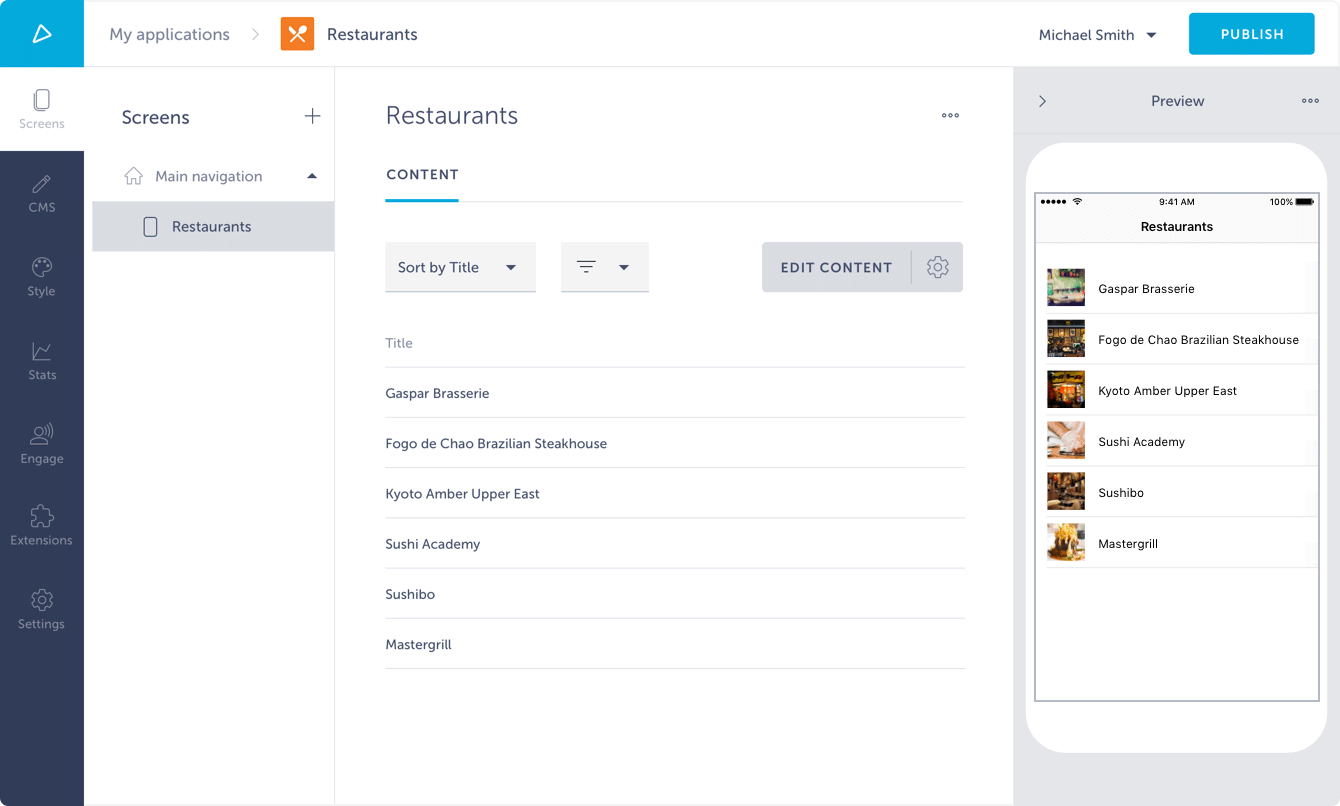 My applications
Restaurants
Michael Smith
PUBLISH
Screens
CMS
Style
Stats
Engage
Extensions
Settings
Screens
Main navigation
Restaurants
Restaurants
CONTENT
Sort by Title
EDIT CONTENT
Title
Gaspar Brasserie
Fogo de Chao Brazilian Steakhouse
Kyoto Amber Upper East
Sushi Academy
Sushibo
Mastergrill
Preview
9:41 AM 100%
Restaurants
Gaspar Brasserie
Fogo de Chao Brazilian Steakhouse
Kyoto Amber Upper East
Sushi Academy
Sushibo
Mastergrill